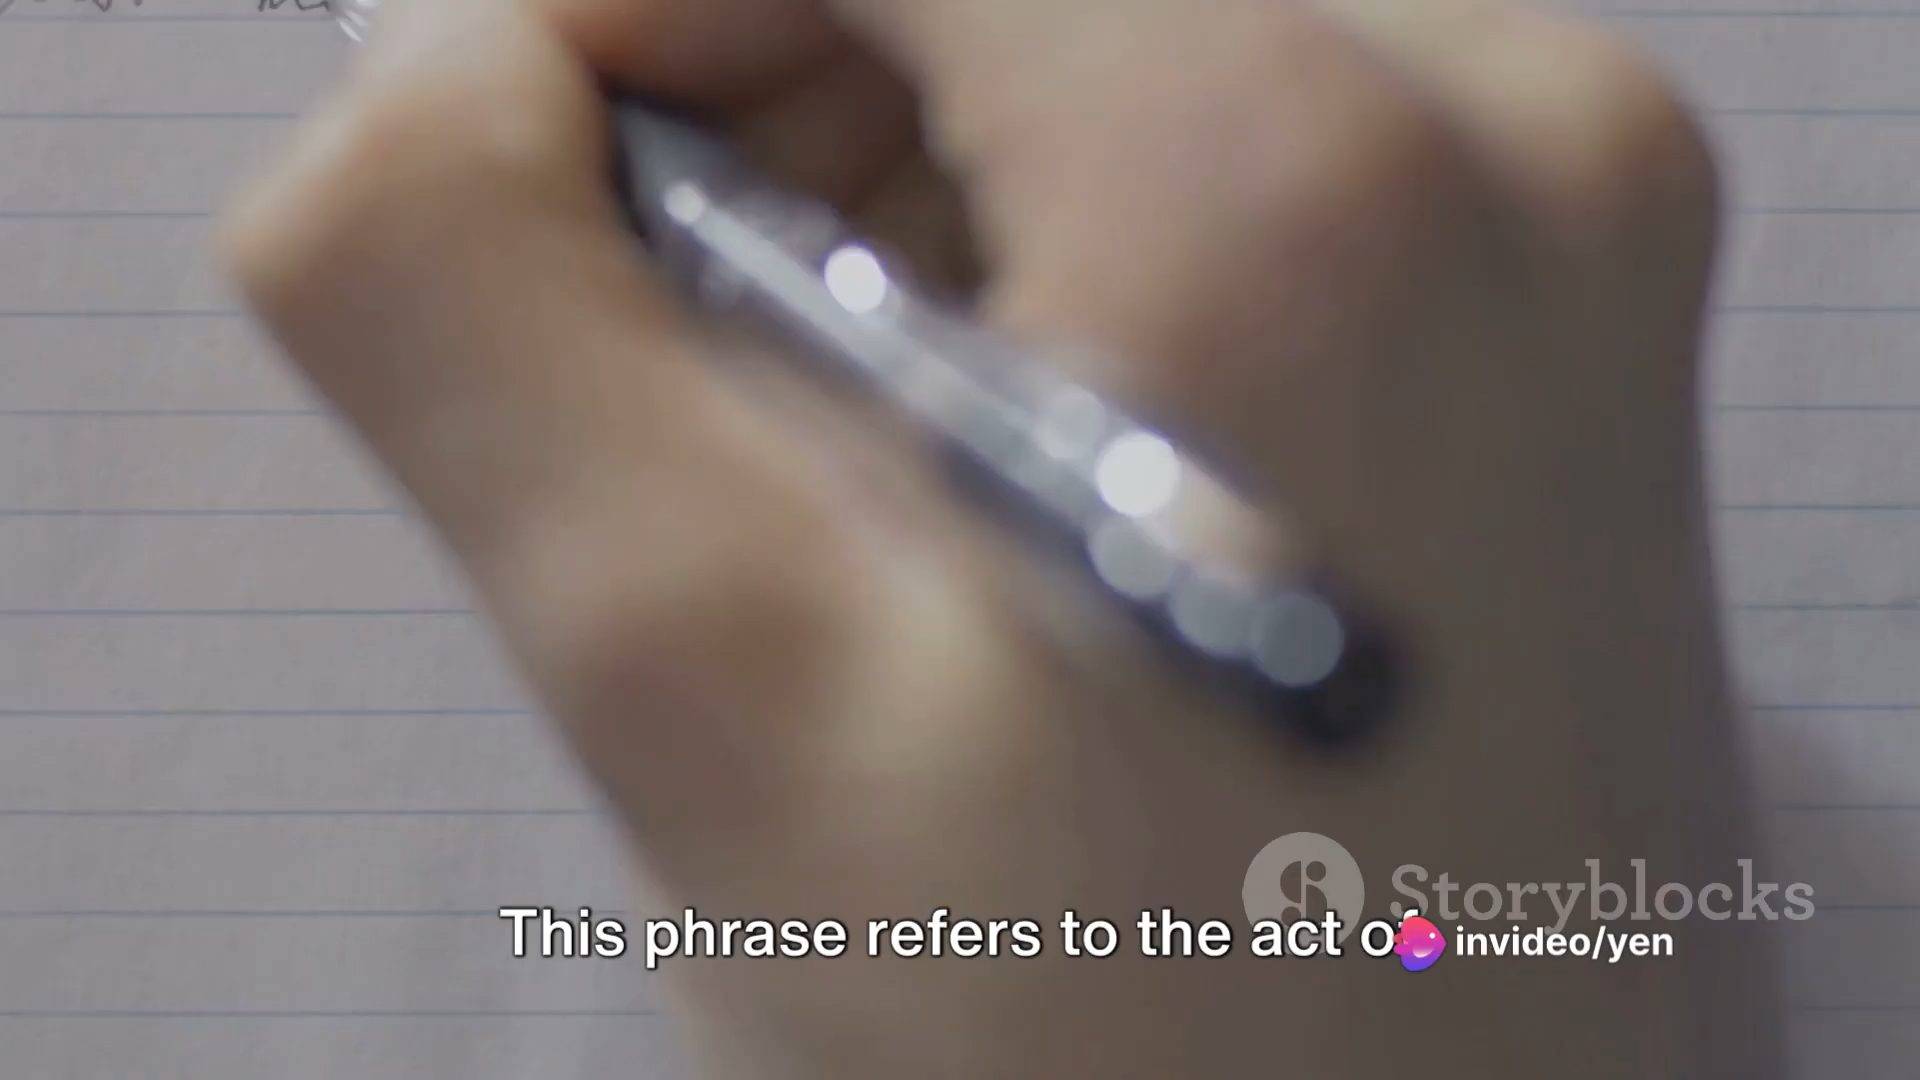 Storyblocks
This phrase refers to the act of
invideo/yen